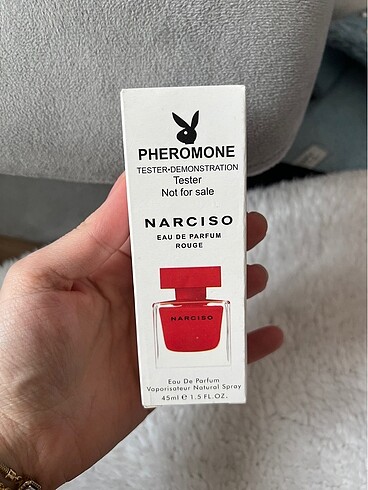 PHEROMONE
TESTER•DEMONSTRATION
Tester
Not for sale
NARCISO
EAU DE PARFUM
ROUGE
NARCISO
Eau De Parfum
Vaporisateur Natural Spray
45ml e 1.5 FL.OZ.